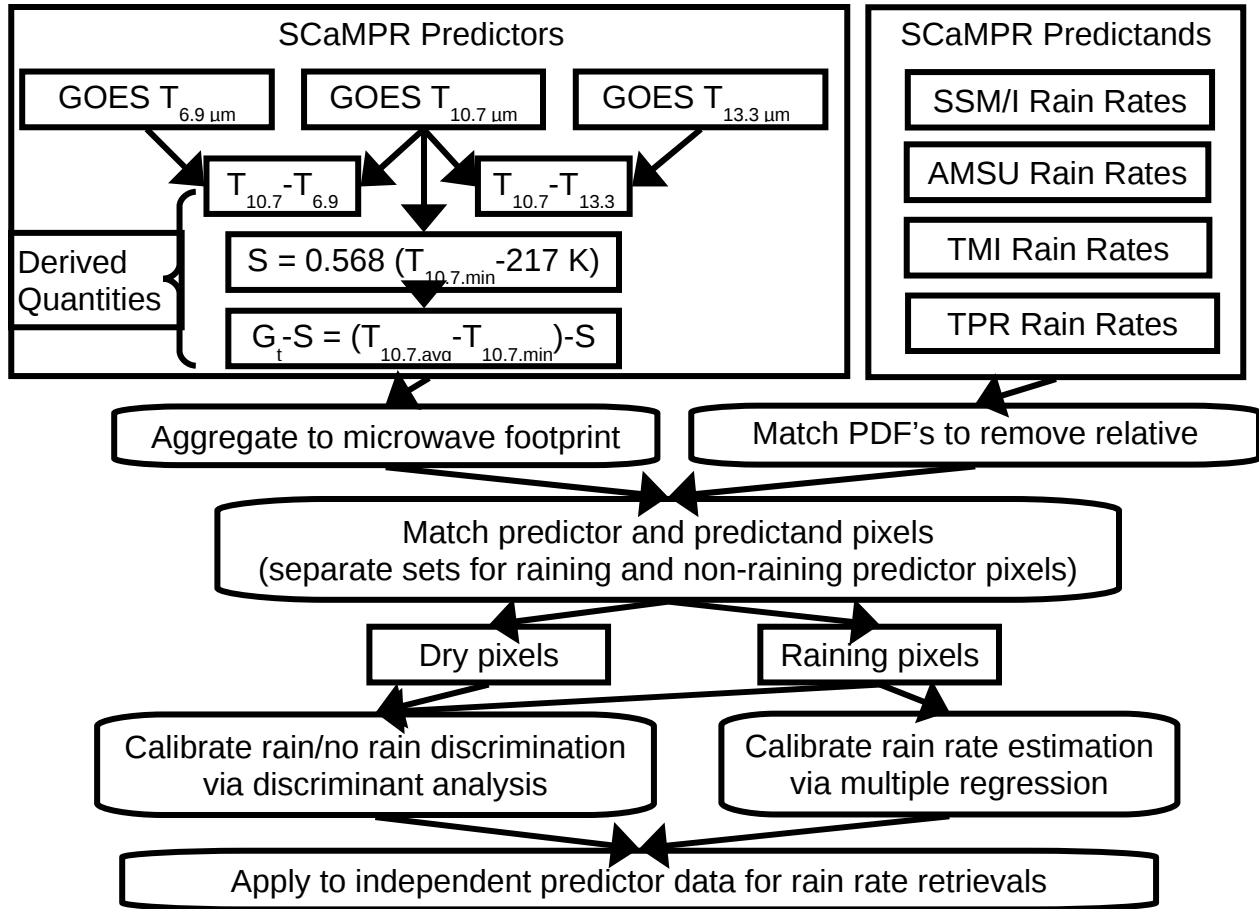 SCaMPR Predictors
GOES T6.9 µm
GOES T10.7 µm
GOES T13.3 µm
T10.7-T6.9
T10.7-T13.3
Derived
Quantities
S = 0.568 (T10.7.min-217 K)
Gt-S = (T10.7.avg-T10.7.min)-S
SCaMPR Predictands
SSM/I Rain Rates
AMSU Rain Rates
TMI Rain Rates
TPR Rain Rates
Aggregate to microwave footprint
Match PDF's to remove relative
Match predictor and predictand pixels
(separate sets for raining and non-raining predictor pixels)
Dry pixels
Raining pixels
Calibrate rain/no rain discrimination
via discriminant analysis
Calibrate rain rate estimation
via multiple regression
Apply to independent predictor data for rain rate retrievals